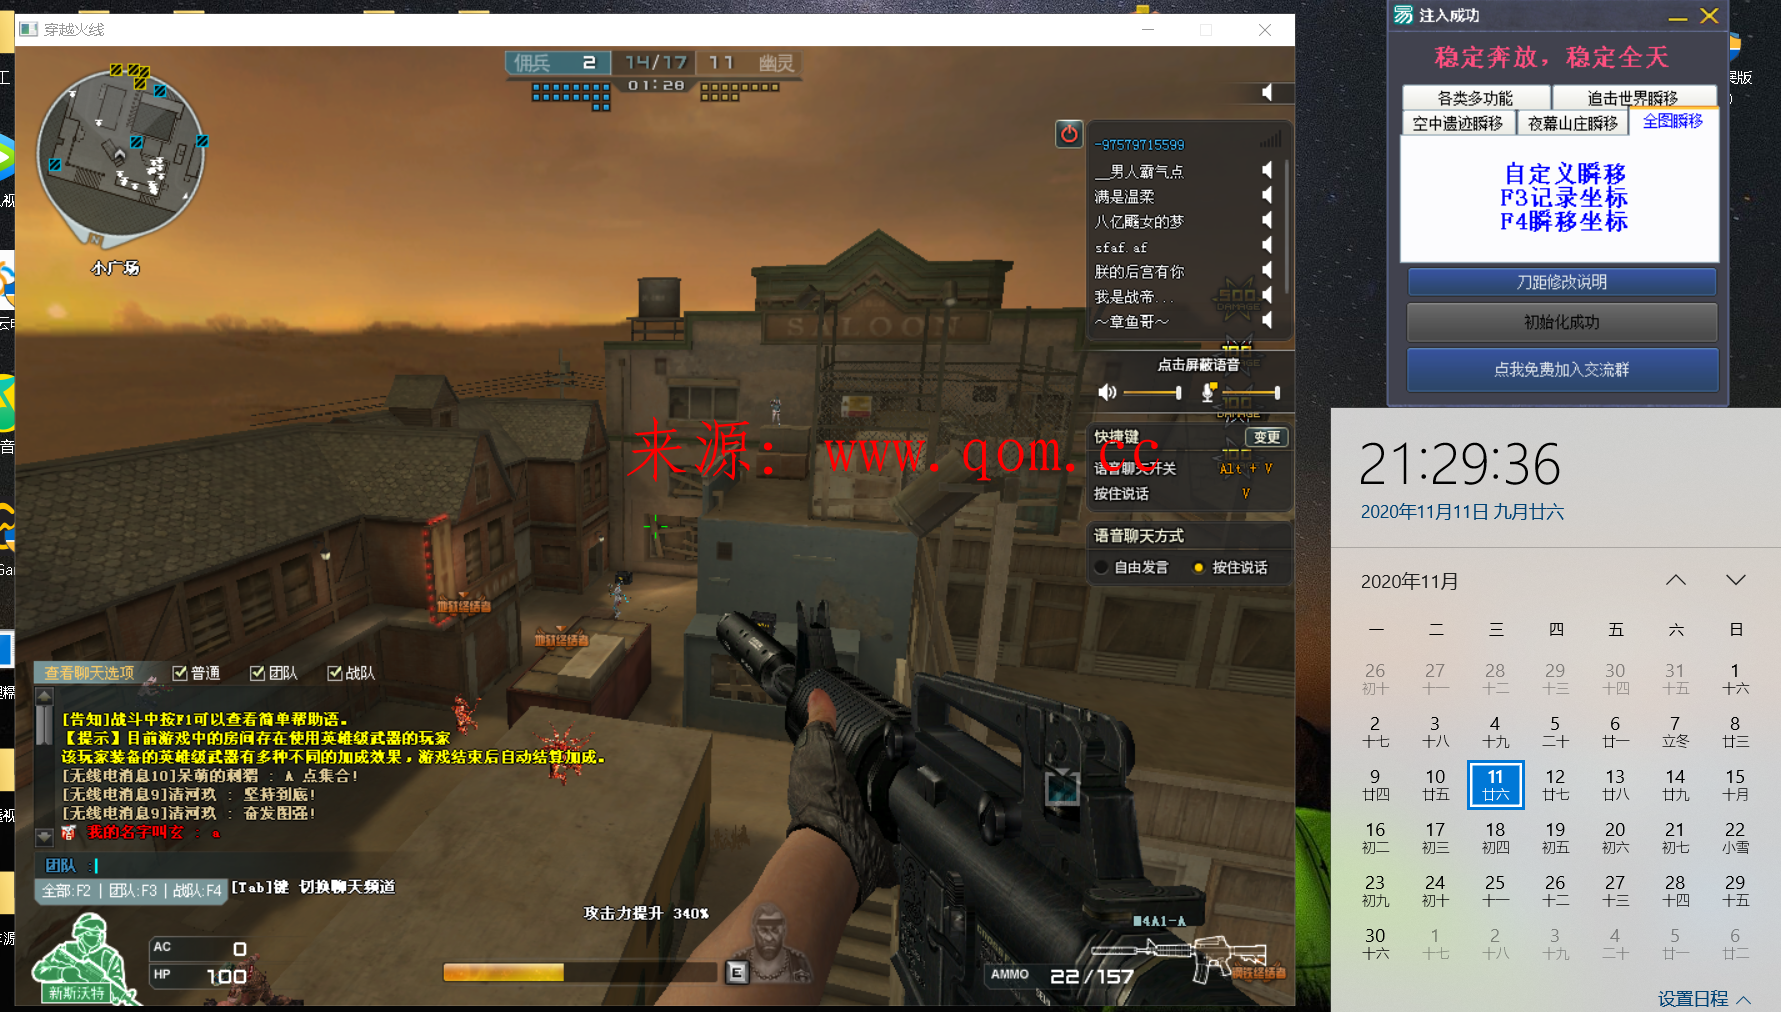 穿越火线
佣兵 2 14/17 11 幽灵
01:28
小广场
-97579715599
__男人霸气点
满是温柔
八亿飃女的梦
sfaf.af
朕的后宫有你
我是战帝...
～章鱼哥～
点击屏蔽语音
快捷键 变更
语音聊天开关 Alt + V
按住说话 V
语音聊天方式
自由发言 按住说话
SALOON
来源: www.qom.cc
地狱终结者
地狱终结者
查看聊天选项 普通 团队 战队
[告知]战斗中按F1可以查看简单帮助语。
【提示】目前游戏中的房间存在使用英雄级武器的玩家
该玩家装备的英雄级武器有多种不同的加成效果,游戏结束后自动结算加成。
[无线电消息10]呆萌的刺猬 : A 点集合!
[无线电消息9]清河玖 : 坚持到底!
[无线电消息9]清河玖 : 奋发图强!
我的名字叫玄 : a
团队 :
全部:F2 | 团队:F3 | 战队:F4
[Tab]键 切换聊天频道
攻击力提升 340%
AC 0
HP 100
新斯沃特
E
M4A1-A
AMMO 22/157
钢铁终结者
注入成功
稳定奔放，稳定全天
各类多功能 追击世界瞬移
空中遗迹瞬移 夜幕山庄瞬移 全图瞬移
自定义瞬移
F3记录坐标
F4瞬移坐标
刀距修改说明
初始化成功
点我免费加入交流群
21:29:36
2020年11月11日 九月廿六
2020年11月
一 二 三 四 五 六 日
26 27 28 29 30 31 1
初十 十一 十二 十三 十四 十五 十六
2 3 4 5 6 7 8
十七 十八 十九 二十 廿一 立冬 廿三
9 10 11 12 13 14 15
廿四 廿五 廿六 廿七 廿八 廿九 十月
16 17 18 19 20 21 22
初二 初三 初四 初五 初六 初七 小雪
23 24 25 26 27 28 29
初九 初十 十一 十二 十三 十四 十五
30 1 2 3 4 5 6
十六 十七 十八 十九 二十 廿一 廿二
设置日程